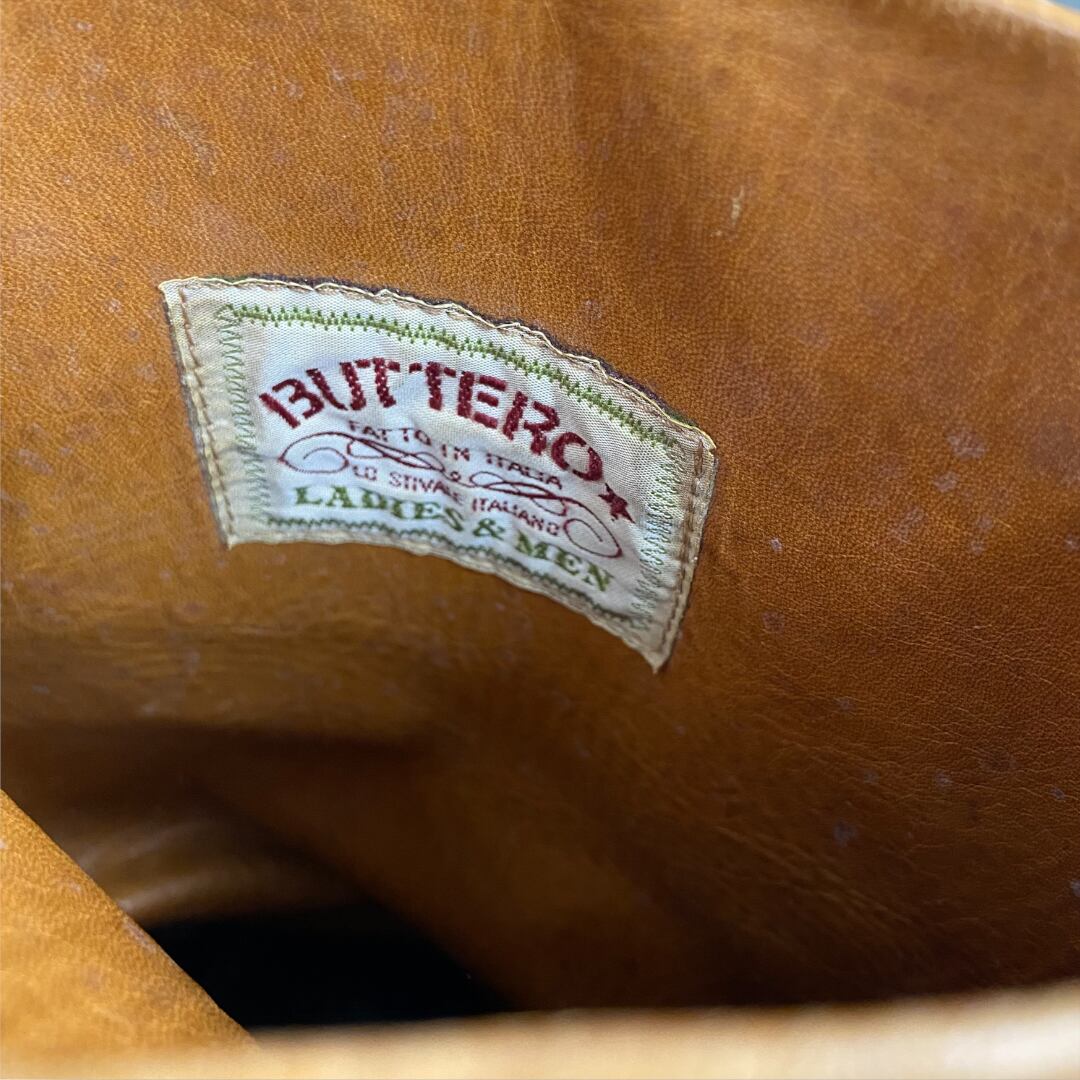 BUTTERO
FATTO IN ITALIA
LO STIVALE ITALIANO
LADIES & MEN